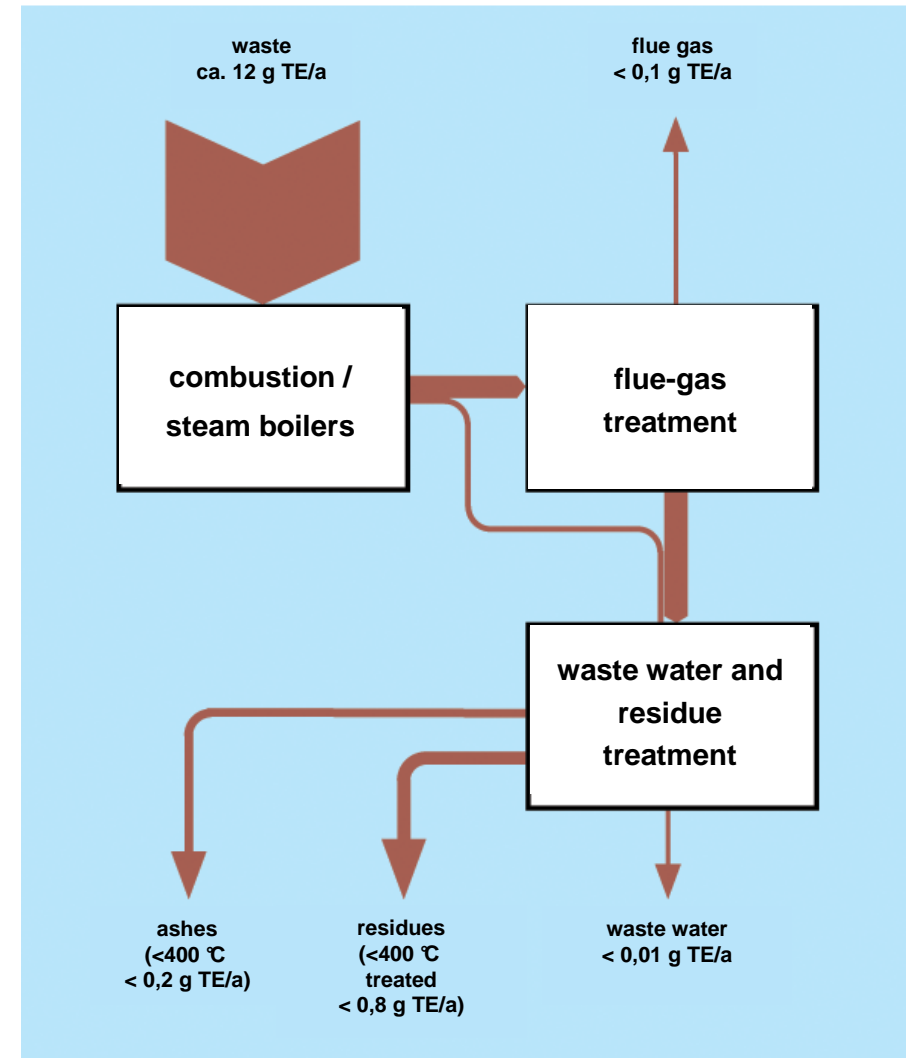 waste
ca. 12 g TE/a
flue gas
< 0,1 g TE/a
combustion /
steam boilers
flue-gas
treatment
waste water and
residue
treatment
ashes
(<400 °C
< 0,2 g TE/a)
residues
(<400 °C
treated
< 0,8 g TE/a)
waste water
< 0,01 g TE/a